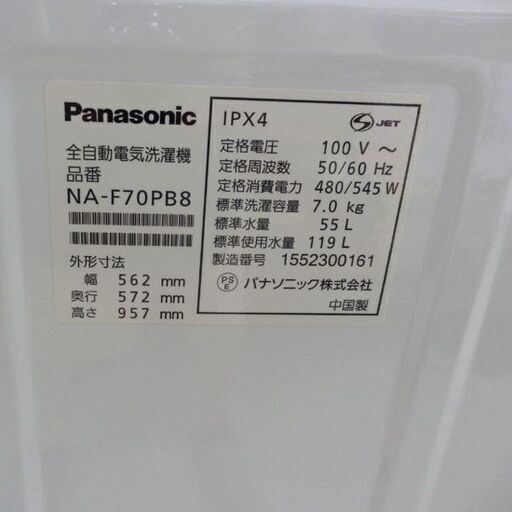 Panasonic
全自動電気洗濯機
品番
NA-F70PB8
外形寸法
幅 562 mm
奥行 572 mm
高さ 957 mm
IPX4
S JET
定格電圧 100 V ～
定格周波数 50/60 Hz
定格消費電力 480/545 W
標準洗濯容量 7.0 kg
標準水量 55 L
標準使用水量 119 L
製造番号 1552300161
PS E パナソニック株式会社
中国製